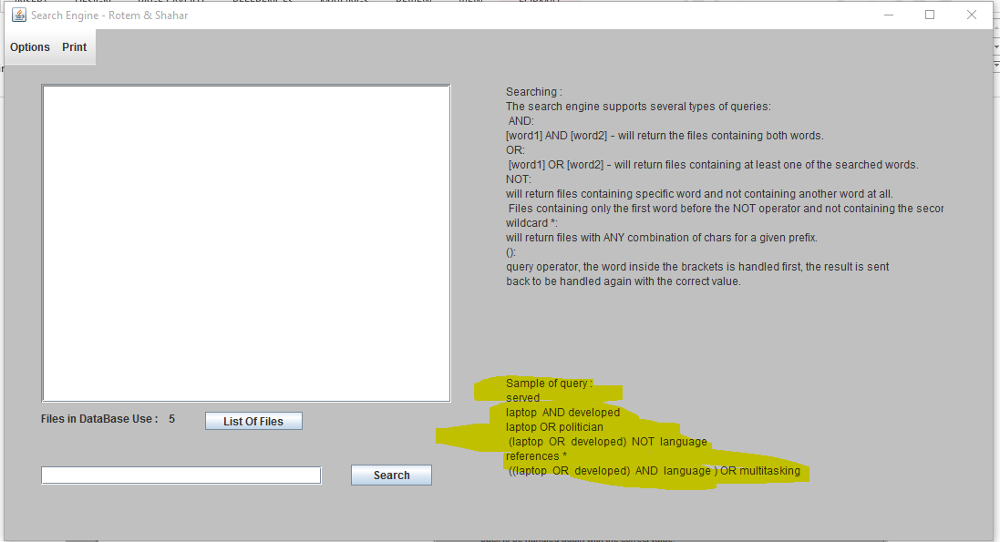 Search Engine - Rotem & Shahar
Options Print
Searching :
The search engine supports several types of queries:
AND:
[word1] AND [word2] - will return the files containing both words.
OR:
[word1] OR [word2] - will return files containing at least one of the searched words.
NOT:
will return files containing specific word and not containing another word at all.
Files containing only the first word before the NOT operator and not containing the
wildcard *:
will return files with ANY combination of chars for a given prefix.
():
query operator, the word inside the brackets is handled first, the result is sent
back to be handled again with the correct value.
Sample of query :
served
laptop AND developed
laptop OR politician
(laptop OR developed) NOT language
references *
((laptop OR developed) AND language ) OR multitasking
Files in DataBase Use : 5
List Of Files
Search